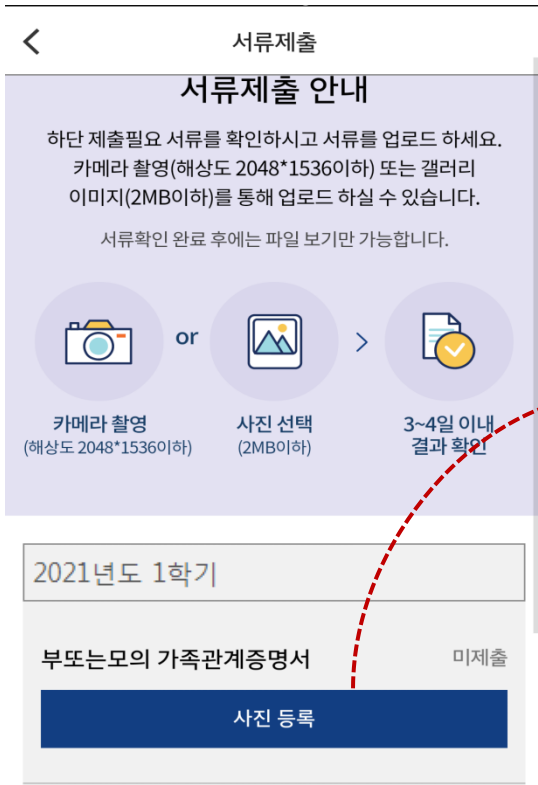 서류제출
서류제출 안내
하단 제출필요 서류를 확인하시고 서류를 업로드 하세요.
카메라 촬영(해상도 2048*1536이하) 또는 갤러리
이미지(2MB이하)를 통해 업로드 하실 수 있습니다.
서류확인 완료 후에는 파일 보기만 가능합니다.
or
>
카메라 촬영
(해상도 2048*1536이하)
사진 선택
(2MB이하)
3~4일 이내
결과 확인
2021년도 1학기
부또는모의 가족관계증명서
미제출
사진 등록